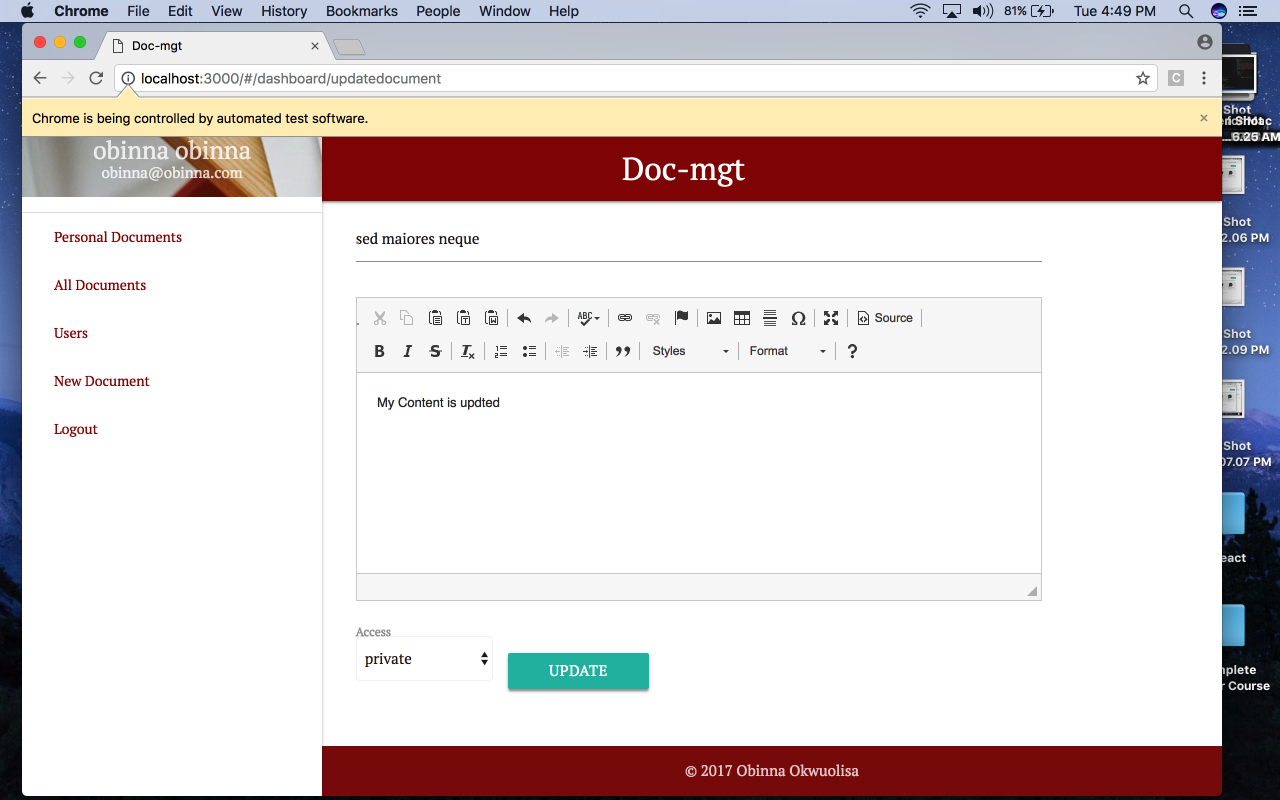 Chrome File Edit View History Bookmarks People Window Help 81% Tue 4:49 PM
Doc-mgt
localhost:3000/#/dashboard/updatedocument
C
Chrome is being controlled by automated test software.
obinna obinna
obinna@obinna.com
Doc-mgt
Personal Documents
All Documents
Users
New Document
Logout
sed maiores neque
ABC
Source
B I S Tx Styles Format ?
My Content is updted
Access
private
UPDATE
© 2017 Obinna Okwuolisa
Shot
6.25 AM
Shot
2.06 PM
Shot
2.09 PM
Shot
07.07 PM
eact
nplete
r Course